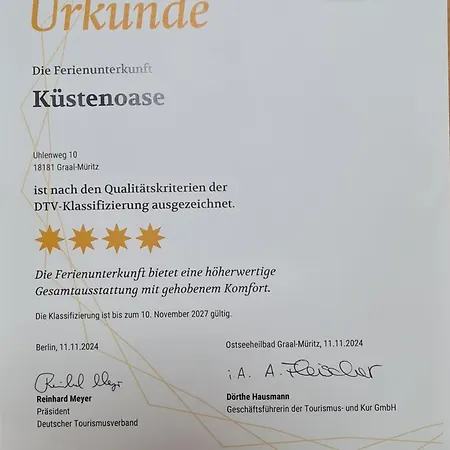 Urkunde
Die Ferienunterkunft
Küstenoase
Uhlenweg 10
18181 Graal-Müritz
ist nach den Qualitätskriterien der
DTV-Klassifizierung ausgezeichnet.
Die Ferienunterkunft bietet eine höherwertige
Gesamtausstattung mit gehobenem Komfort.
Die Klassifizierung ist bis zum 10. November 2027 gültig.
Berlin, 11.11.2024
Ostseeheilbad Graal-Müritz, 11.11.2024
Reinhard Meyer
i.A. A. Fleischer
Reinhard Meyer
Präsident
Deutscher Tourismusverband
Dörthe Hausmann
Geschäftsführerin der Tourismus- und Kur GmbH